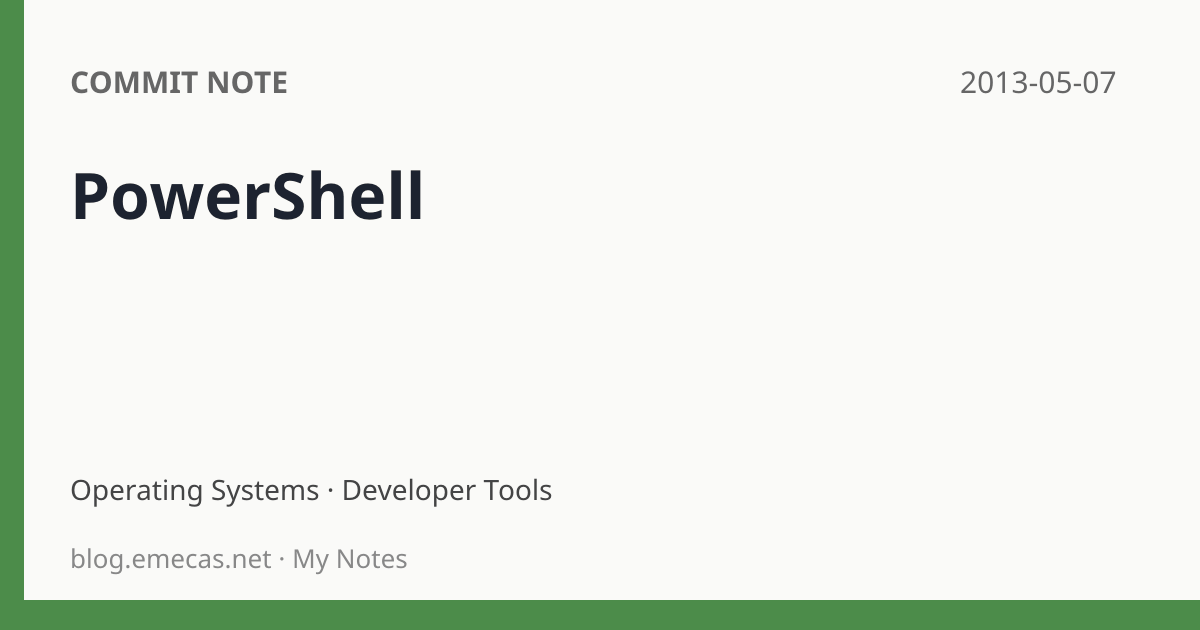 COMMIT NOTE
2013-05-07
PowerShell
Operating Systems · Developer Tools
blog.emecas.net · My Notes